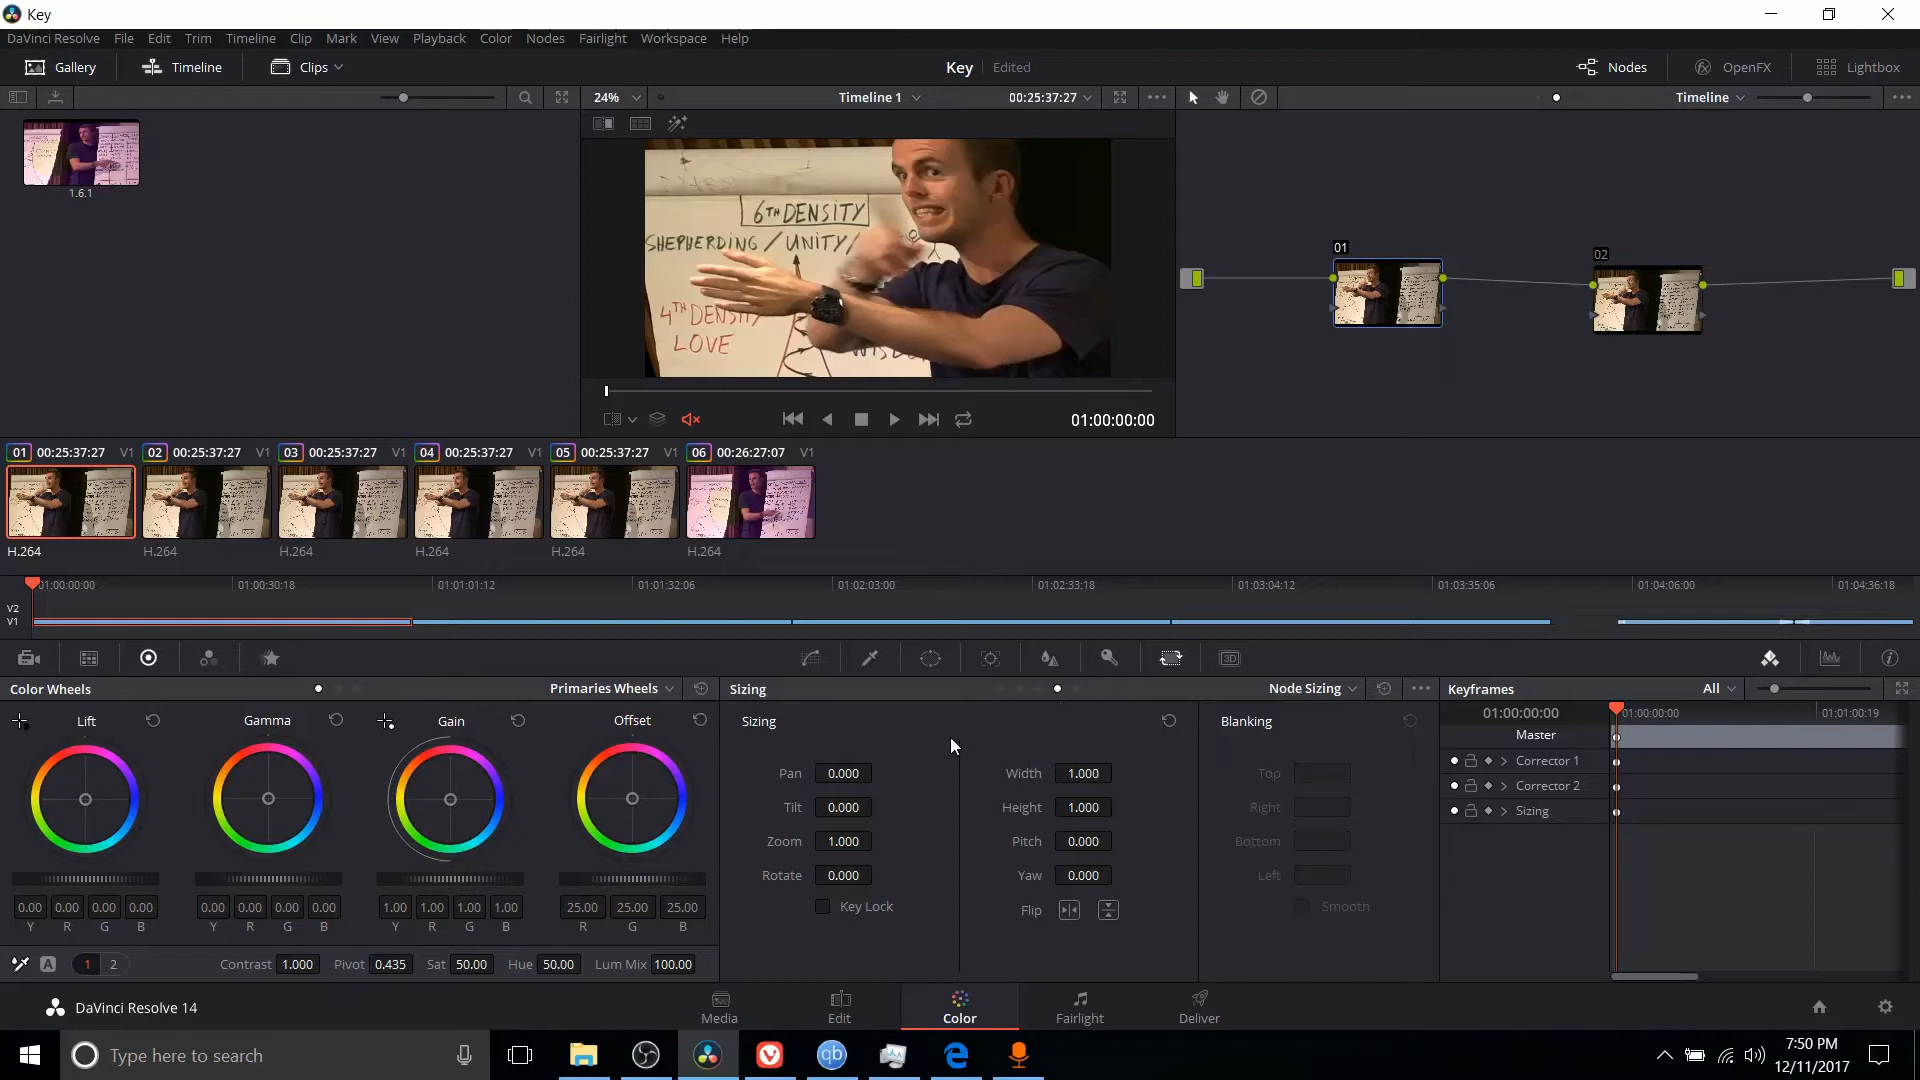 Key
DaVinci Resolve File Edit Trim Timeline Clip Mark View Playback Color Nodes Fairlight Workspace Help
Gallery Timeline Clips Key Edited Nodes OpenFX Lightbox
24% Timeline 1 00:25:37:27 Timeline
1.6.1
6TH DENSITY
SHEPHERDING / UNITY /
4TH DENSITY
LOVE
01
02
01:00:00:00
01 00:25:37:27 V1 02 00:25:37:27 V1 03 00:25:37:27 V1 04 00:25:37:27 V1 05 00:25:37:27 V1 06 00:26:27:07 V1
H.264 H.264 H.264 H.264 H.264 H.264
01:00:00:00 01:00:30:18 01:01:01:12 01:01:32:06 01:02:03:00 01:02:33:18 01:03:04:12 01:03:35:06 01:04:06:00 01:04:36:18
V2
V1
3D
Color Wheels Primaries Wheels Sizing Node Sizing Keyframes All
Lift Gamma Gain Offset Sizing Blanking 01:00:00:00 01:00:00:00 01:01:00:19
Master
Pan 0.000 Width 1.000 Top Corrector 1
Tilt 0.000 Height 1.000 Right Corrector 2
Sizing
Zoom 1.000 Pitch 0.000 Bottom
Rotate 0.000 Yaw 0.000 Left
Key Lock Flip Smooth
0.00 0.00 0.00 0.00 0.00 0.00 0.00 0.00 1.00 1.00 1.00 1.00 25.00 25.00 25.00
Y R G B Y R G B Y R G B R G B
A 1 2 Contrast 1.000 Pivot 0.435 Sat 50.00 Hue 50.00 Lum Mix 100.00
DaVinci Resolve 14 Media Edit Color Fairlight Deliver
Type here to search qb 7:50 PM
12/11/2017